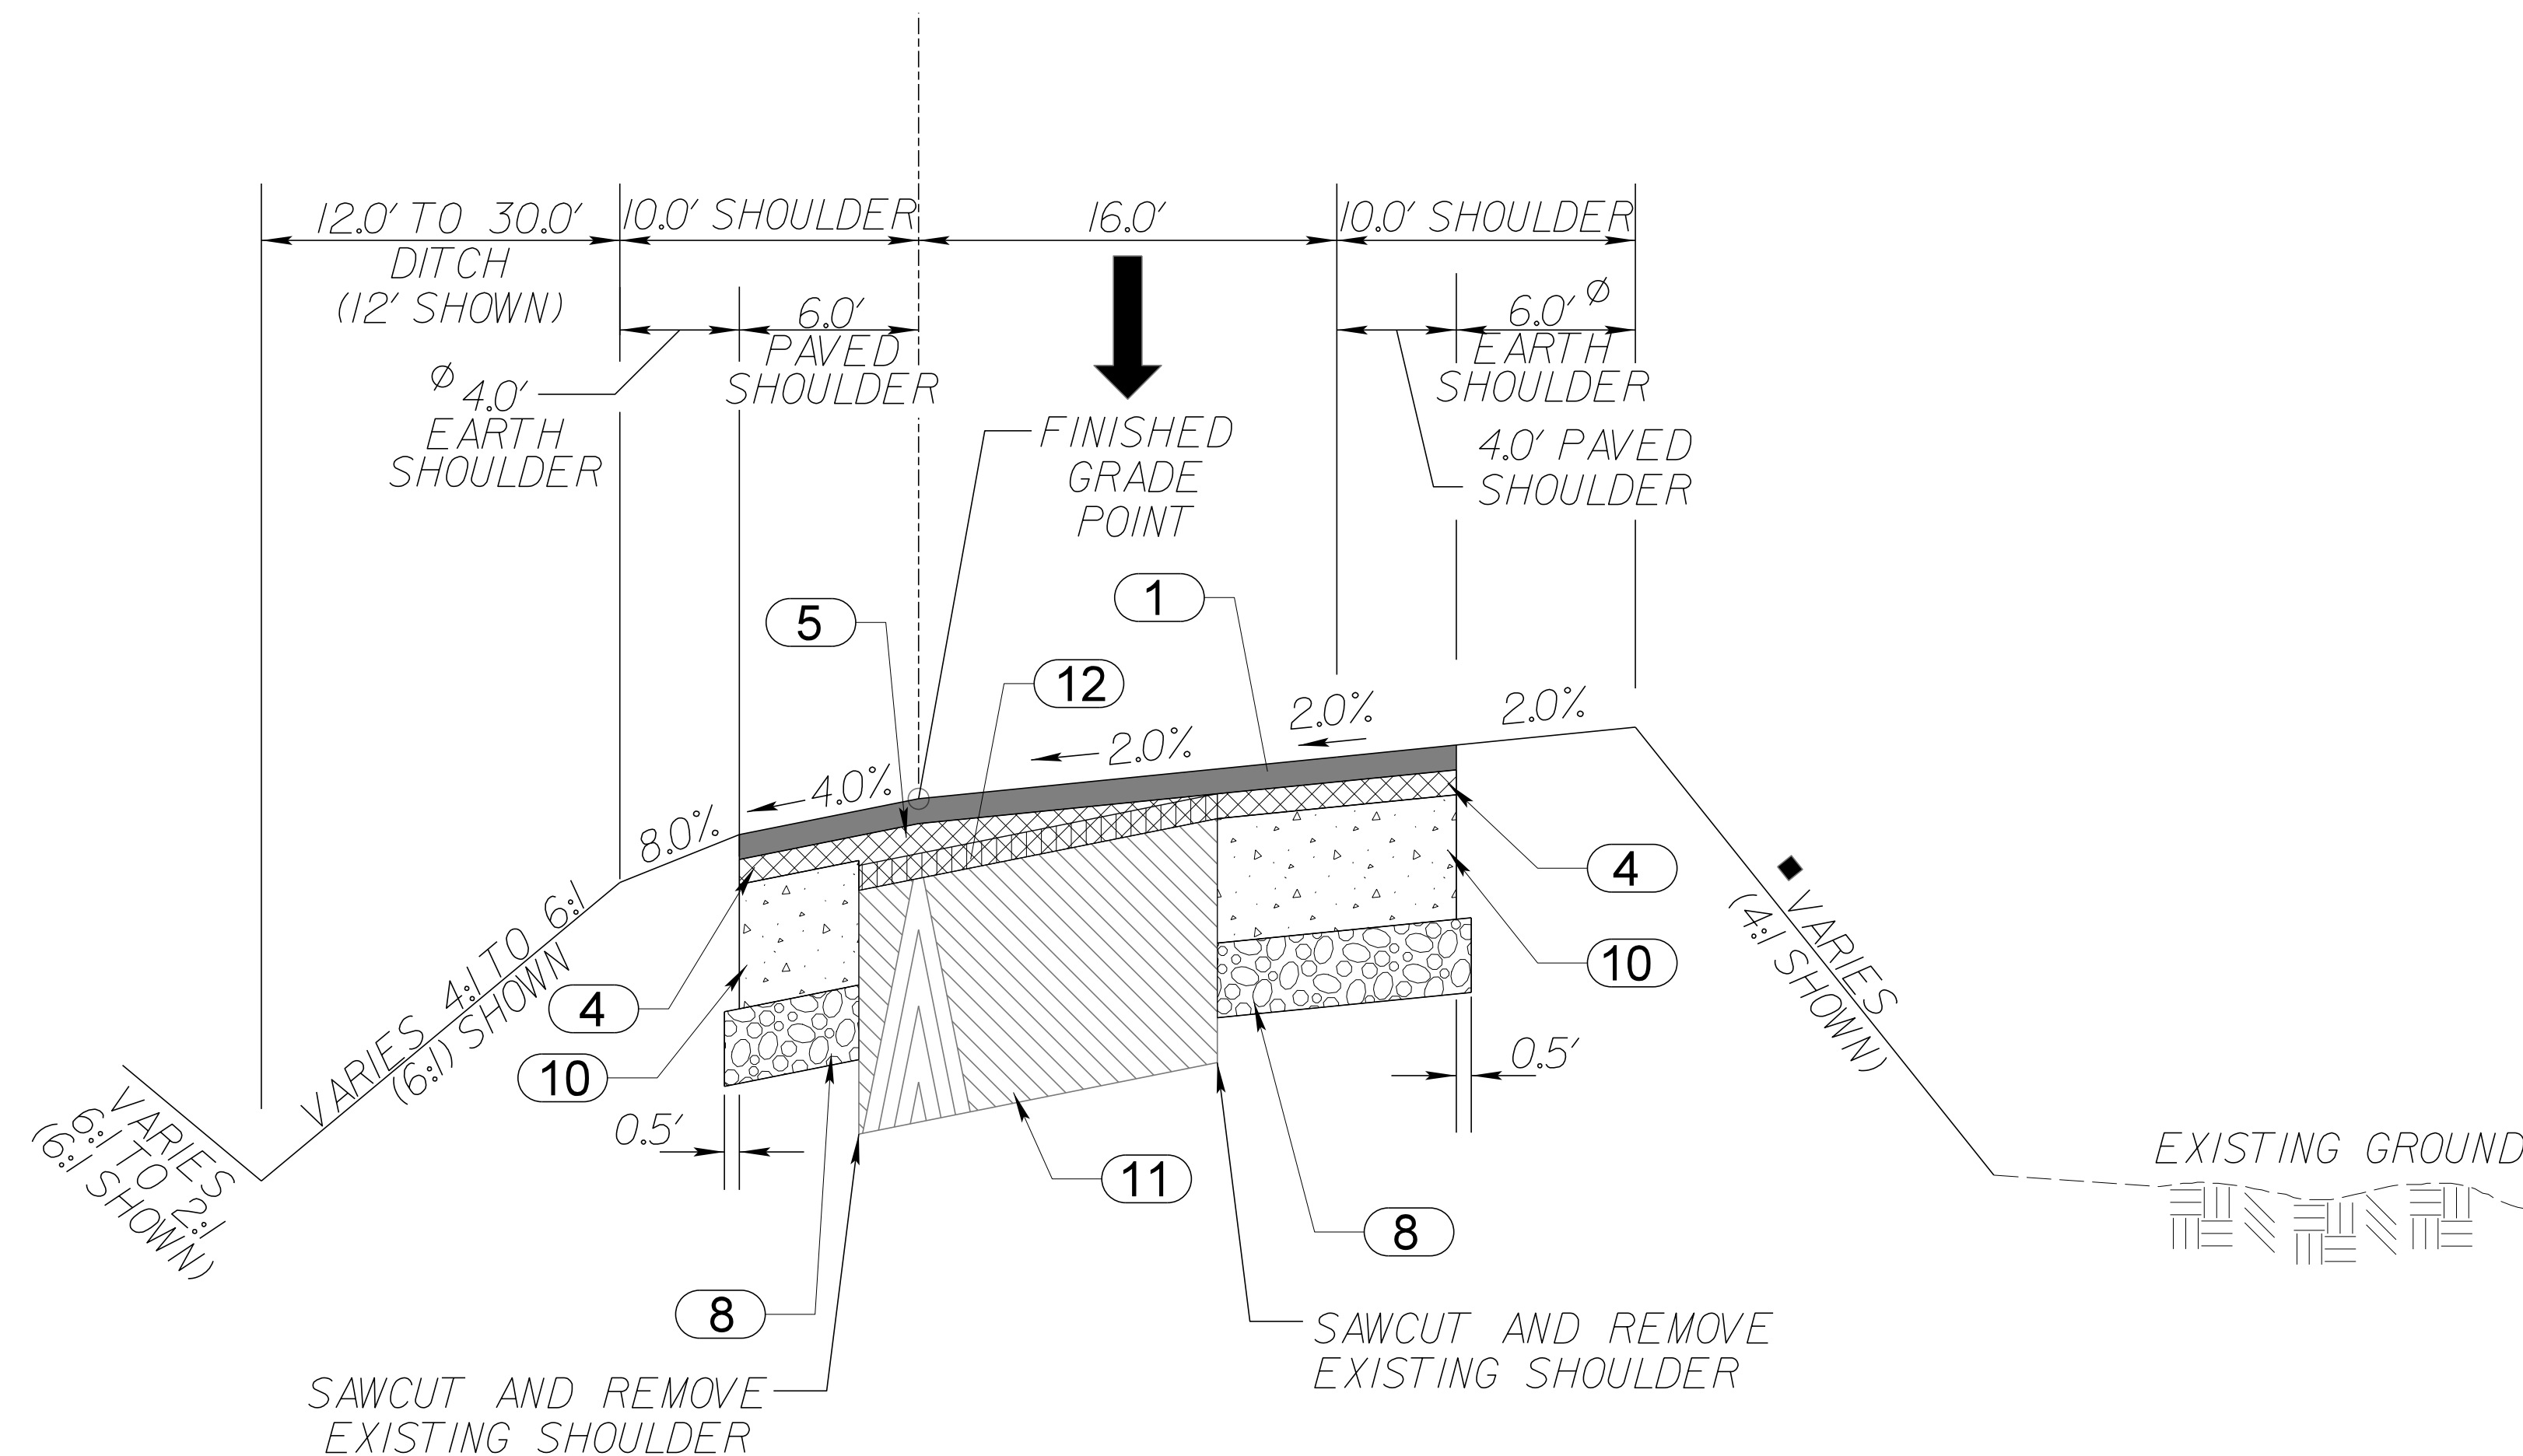 12.0' TO 30.0'
DITCH
(12' SHOWN)
10.0' SHOULDER
16.0'
10.0' SHOULDER
6.0'
PAVED
SHOULDER
6.0' Ø
EARTH
SHOULDER
Ø 4.0'
EARTH
SHOULDER
FINISHED
GRADE
POINT
4.0' PAVED
SHOULDER
1
5
12
2.0%
2.0%
2.0%
4.0%
8.0%
4
10
4
10
VARIES 4:1 TO 6:1
(6:1) SHOWN
VARIES
(4:1 SHOWN)
VARIES
6:1 TO 2:1
(6:1 SHOWN)
0.5'
0.5'
11
8
8
EXISTING GROUND
SAWCUT AND REMOVE
EXISTING SHOULDER
SAWCUT AND REMOVE
EXISTING SHOULDER